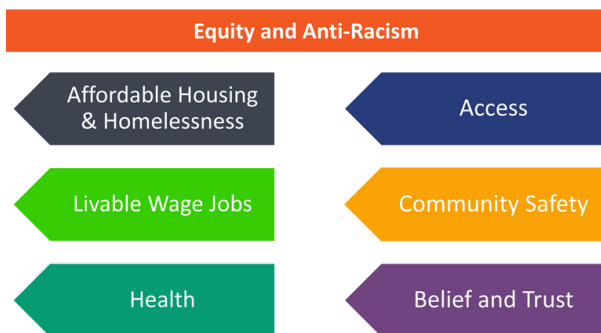 Equity and Anti-Racism
Affordable Housing
& Homelessness
Access
Livable Wage Jobs
Community Safety
Health
Belief and Trust